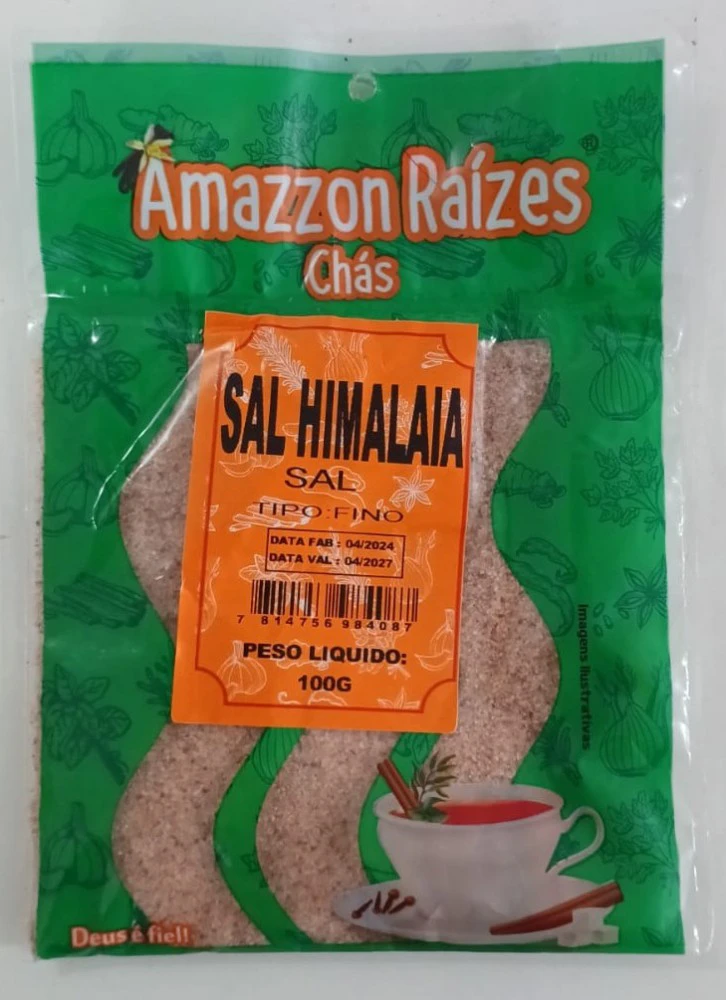 Amazzon Raízes ®
Chás
SAL HIMALAIA
SAL
TIPO:FINO
DATA FAB: 04/2024
DATA VAL: 04/2027
7 814756 984087
PESO LIQUIDO:
100G
Imagens Ilustrativas
Deus é fiel!